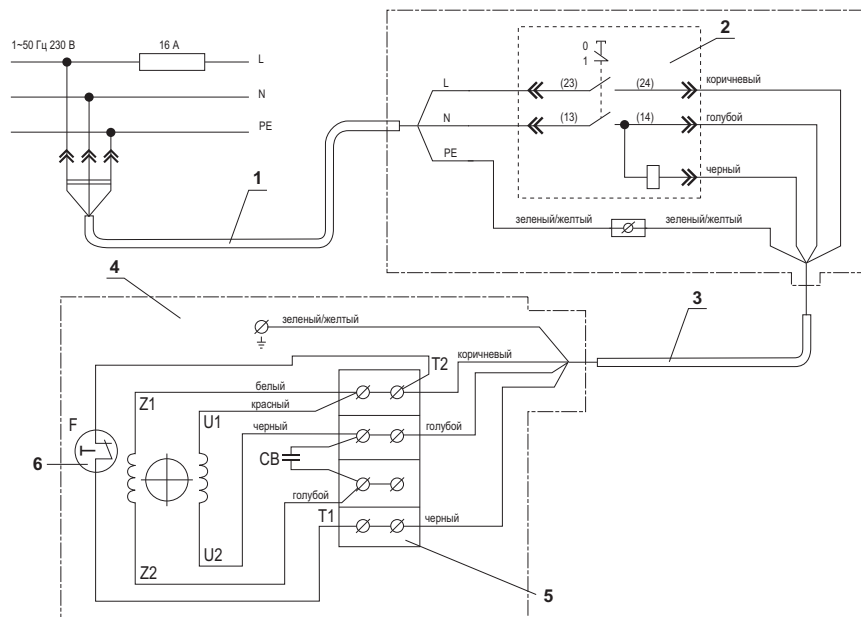 1~50 Гц 230 В
16 А
L
N
PE
1
0
1
2
L
(23)
(24)
коричневый
N
(13)
(14)
голубой
PE
черный
зеленый/желтый
зеленый/желтый
3
4
зеленый/желтый
T2
коричневый
Z1
белый
U1
красный
F
черный
голубой
6
CB
голубой
T1
черный
U2
Z2
5